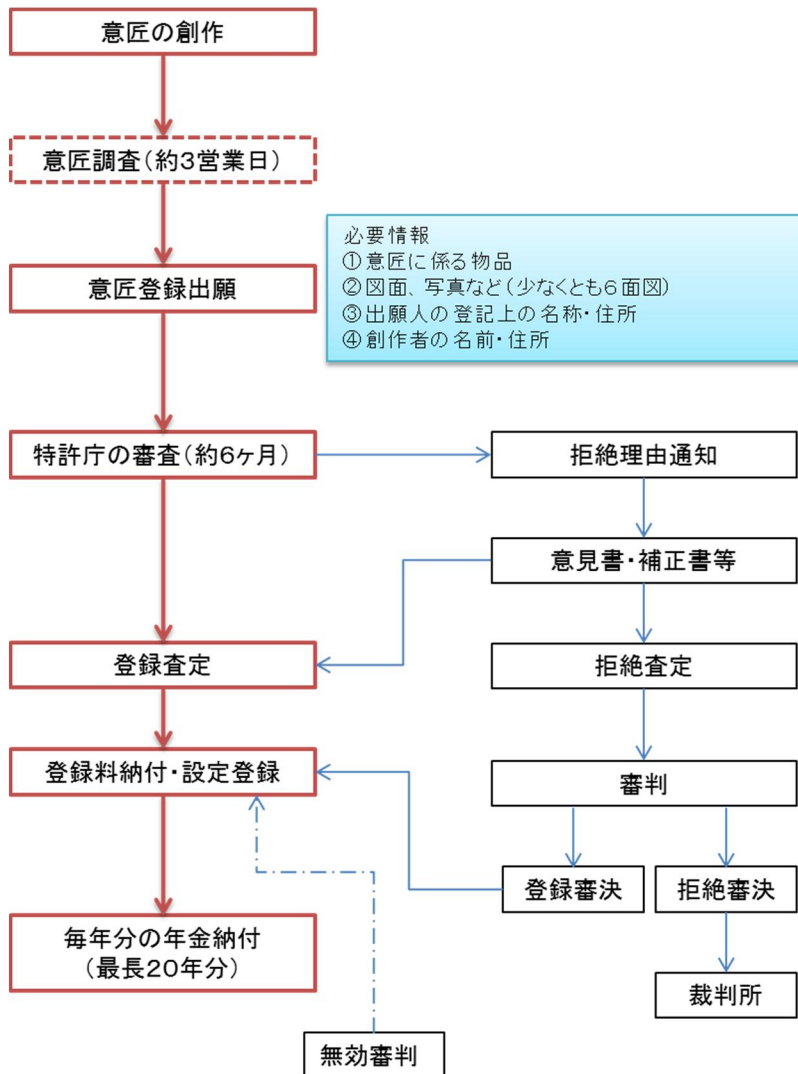 意匠の創作
意匠調査(約3営業日)
必要情報
①意匠に係る物品
②図面、写真など(少なくとも6面図)
③出願人の登記上の名称・住所
④創作者の名前・住所
意匠登録出願
特許庁の審査(約6ヶ月)
拒絶理由通知
意見書・補正書等
登録査定
拒絶査定
登録料納付・設定登録
審判
登録審決
拒絶審決
毎年分の年金納付
(最長20年分)
裁判所
無効審判